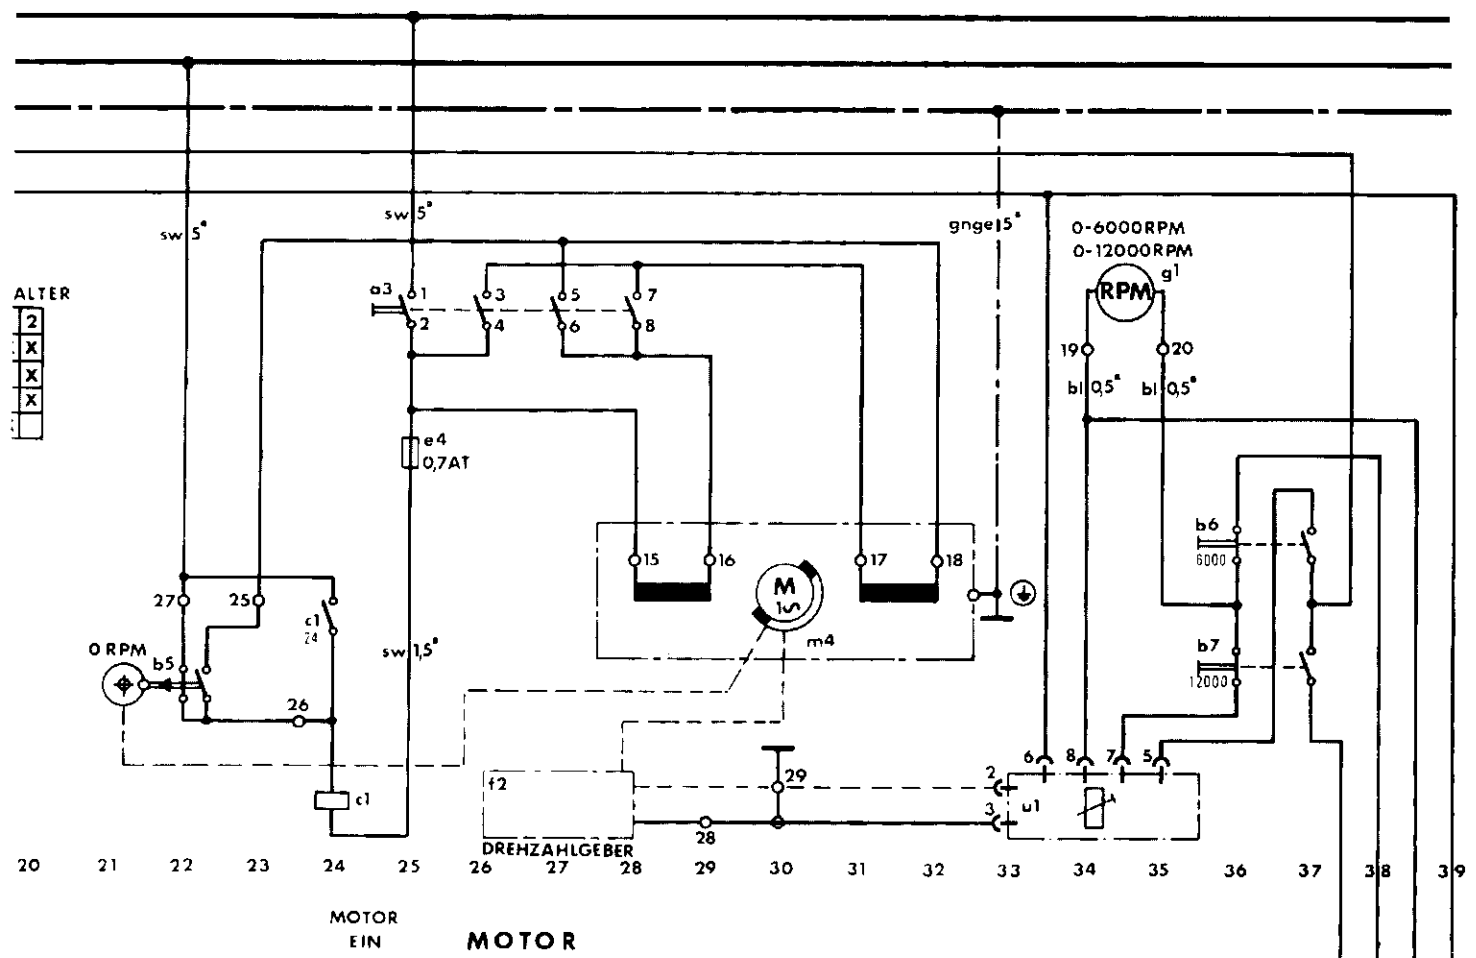 sw 5²
sw 5²
gnge 5²
0-6000RPM
0-12000RPM
g1
RPM
ALTER
2
X
X
X
a3
1 3 5 7
2 4 6 8
19 20
bl 0,5² bl 0,5²
e4
0,7AT
b6
6000
15 16 17 18
M
1
m4
27 25
c1
24
sw 1,5²
0 RPM
b5
b7
12000
26
6 8 7 5
29
2
f2
c1
3
u1
28
DREHZAHLGEBER
20 21 22 23 24 25 26 27 28 29 30 31 32 33 34 35 36 37 38 39
MOTOR
EIN
MOTOR